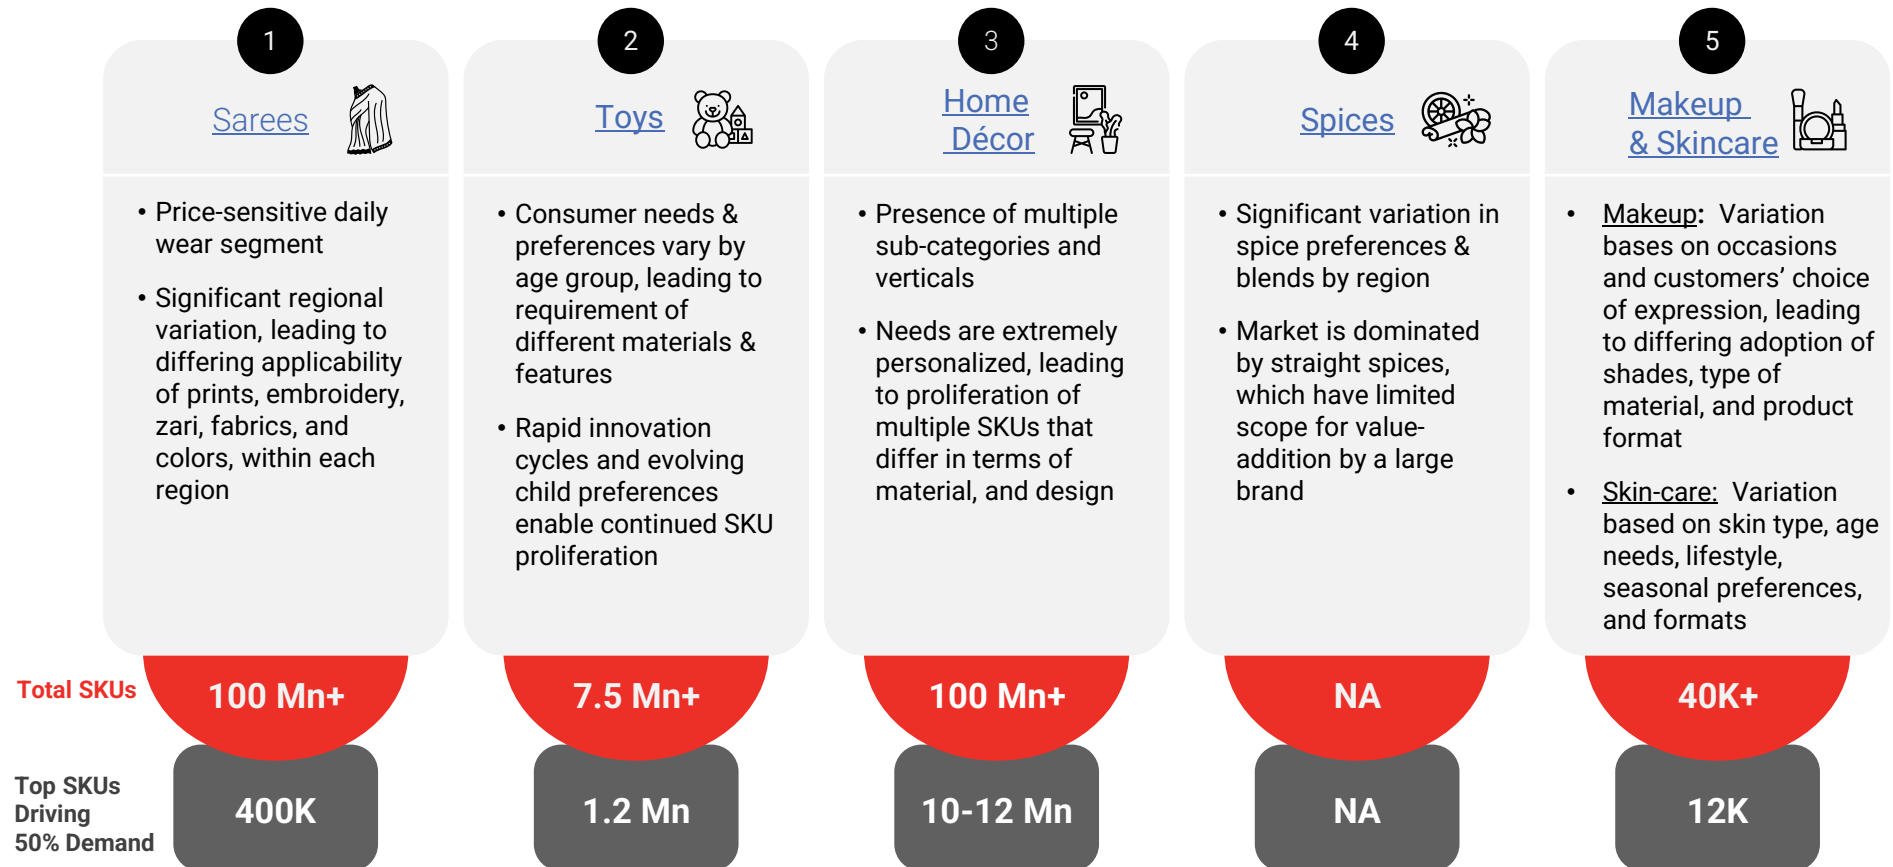 1
Sarees
• Price-sensitive daily
wear segment
• Significant regional
variation, leading to
differing applicability
of prints, embroidery,
zari, fabrics, and
colors, within each
region
2
Toys
• Consumer needs &
preferences vary by
age group, leading to
requirement of
different materials &
features
• Rapid innovation
cycles and evolving
child preferences
enable continued SKU
proliferation
3
Home
Décor
• Presence of multiple
sub-categories and
verticals
• Needs are extremely
personalized, leading
to proliferation of
multiple SKUs that
differ in terms of
material, and design
4
Spices
• Significant variation in
spice preferences &
blends by region
• Market is dominated
by straight spices,
which have limited
scope for value-
addition by a large
brand
5
Makeup
& Skincare
• Makeup: Variation
bases on occasions
and customers’ choice
of expression, leading
to differing adoption of
shades, type of
material, and product
format
• Skin-care: Variation
based on skin type, age
needs, lifestyle,
seasonal preferences,
and formats
Total SKUs
100 Mn+
7.5 Mn+
100 Mn+
NA
40K+
Top SKUs
Driving
50% Demand
400K
1.2 Mn
10-12 Mn
NA
12K